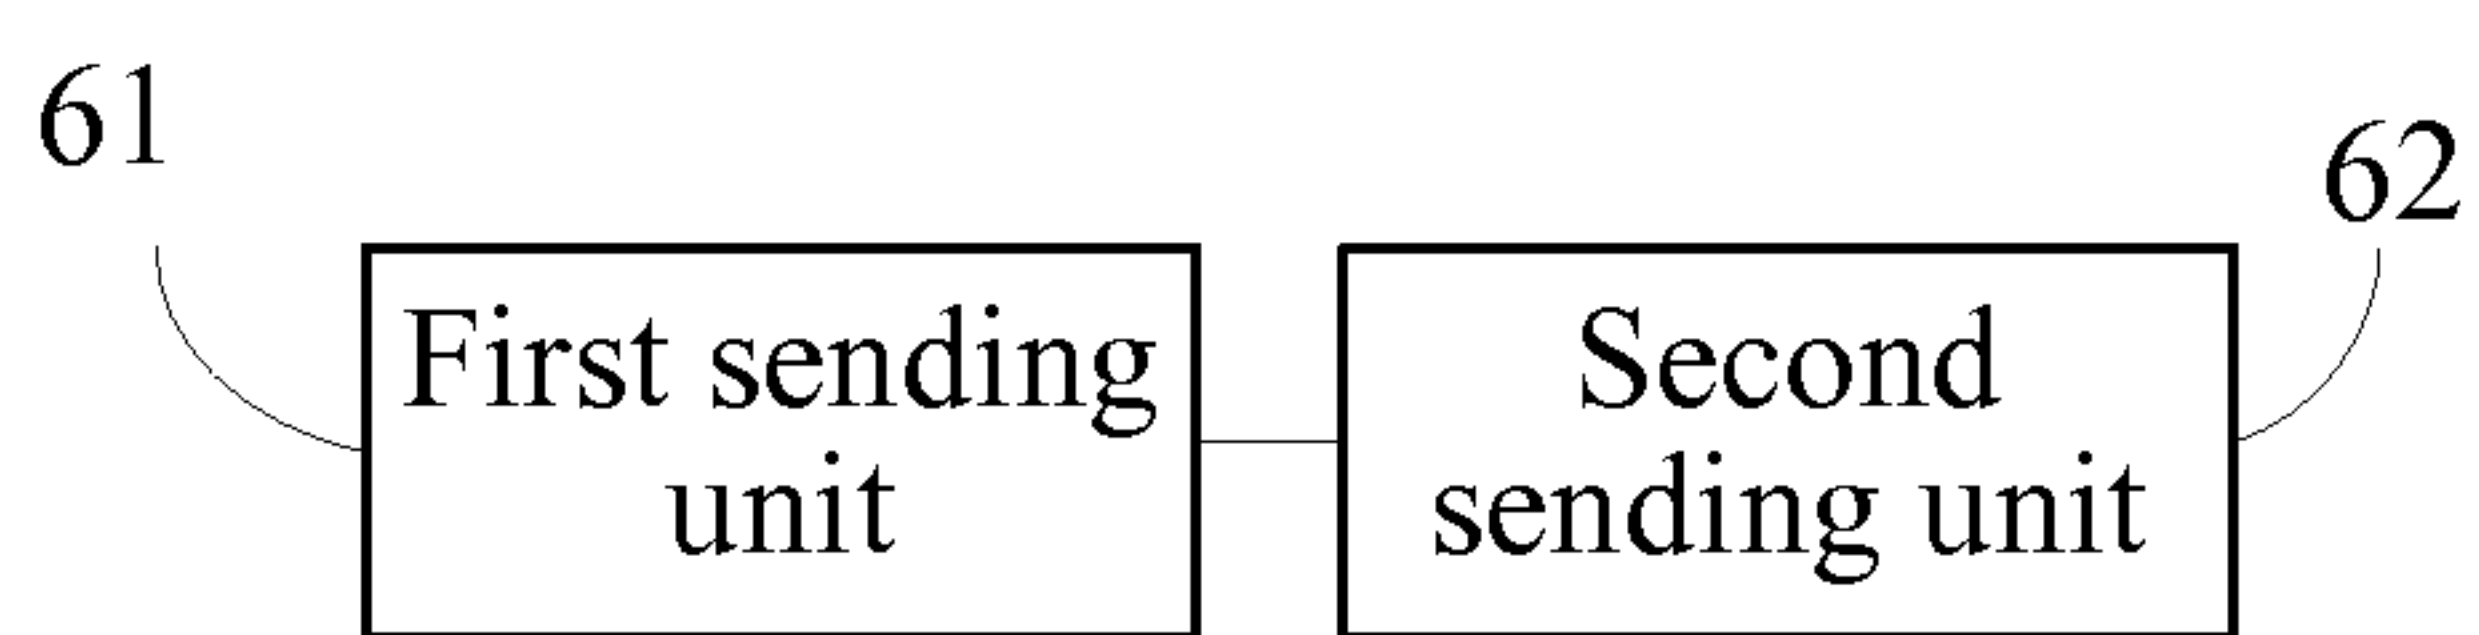 61
62
First sending
unit
Second
sending unit